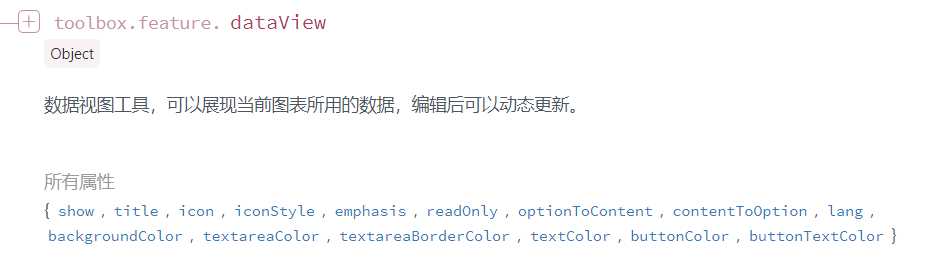 toolbox.feature. dataView
Object
数据视图工具，可以展现当前图表所用的数据，编辑后可以动态更新。
所有属性
{ show , title , icon , iconStyle , emphasis , readOnly , optionToContent , contentToOption , lang ,
backgroundColor , textareaColor , textareaBorderColor , textColor , buttonColor , buttonTextColor }